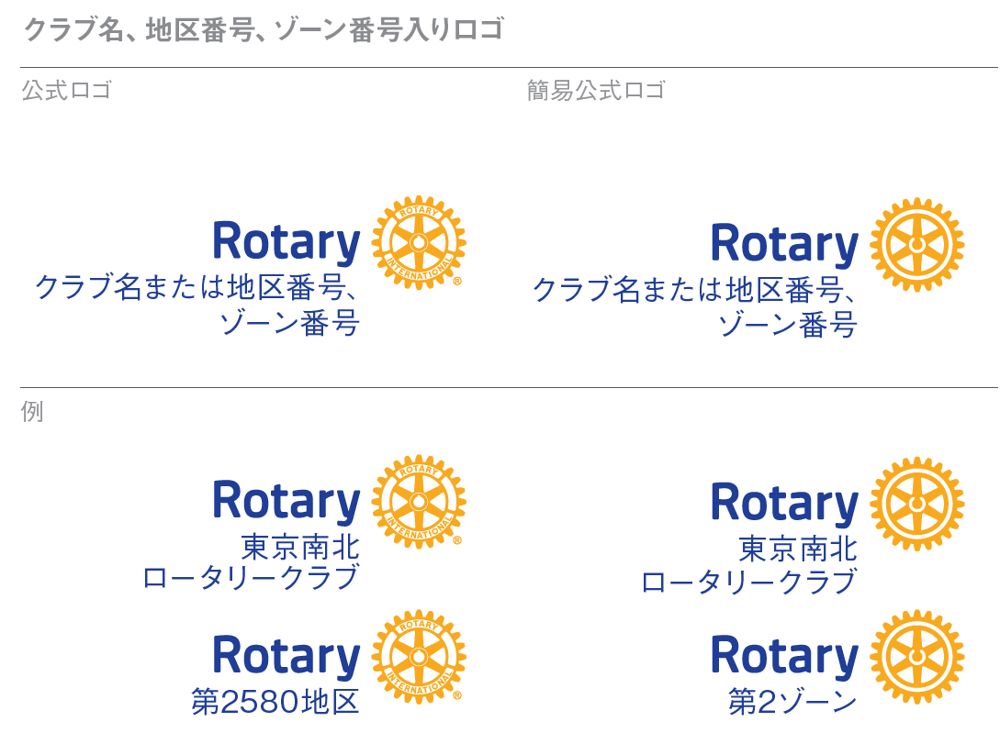 クラブ名、地区番号、ゾーン番号入りロゴ
公式ロゴ
簡易公式ロゴ
Rotary
ROTARY
INTERNATIONAL
®
クラブ名または地区番号、
ゾーン番号
Rotary
クラブ名または地区番号、
ゾーン番号
例
Rotary
ROTARY
INTERNATIONAL
®
東京南北
ロータリークラブ
Rotary
東京南北
ロータリークラブ
Rotary
ROTARY
INTERNATIONAL
®
第2580地区
Rotary
第2ゾーン